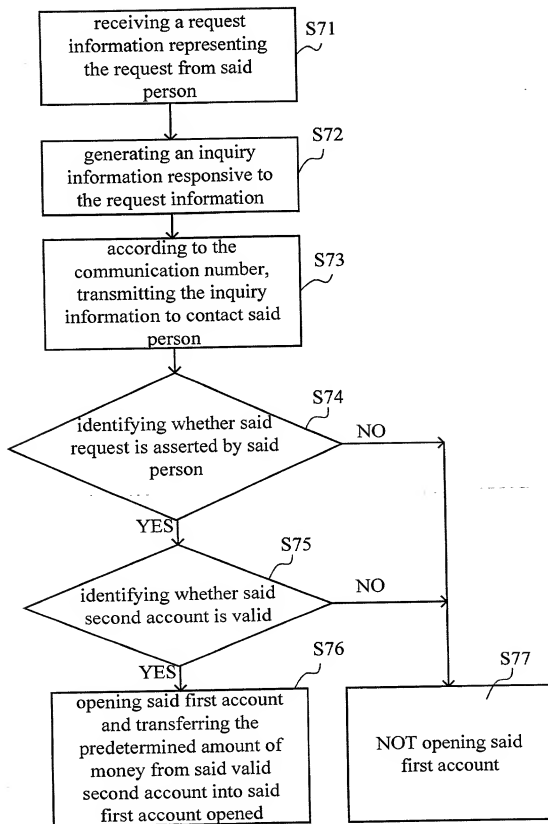 receiving a request
information representing
the request from said
person
S71
generating an inquiry
information responsive to
the request information
S72
according to the
communication number,
transmitting the inquiry
information to contact said
person
S73
identifying whether said
request is asserted by said
person
S74
NO
YES
identifying whether said
second account is valid
S75
NO
YES
opening said first account
and transferring the
predetermined amount of
money from said valid
second account into said
first account opened
S76
NOT opening said
first account
S77